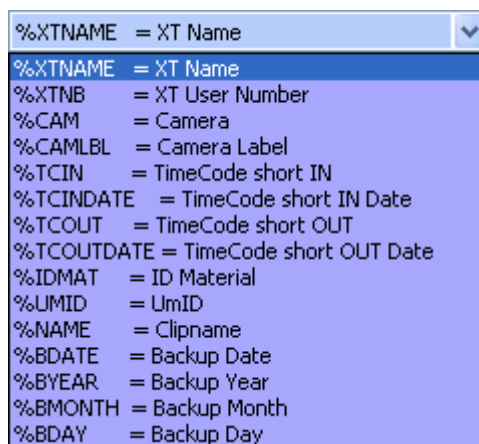 %XTNAME = XT Name
%XTNAME = XT Name
%XTNB = XT User Number
%CAM = Camera
%CAMLBL = Camera Label
%TCIN = TimeCode short IN
%TCINDATE = TimeCode short IN Date
%TCOUT = TimeCode short OUT
%TCOUTDATE = TimeCode short OUT Date
%IDMAT = ID Material
%UMID = UmID
%NAME = Clipname
%BDATE = Backup Date
%BYEAR = Backup Year
%BMONTH = Backup Month
%BDAY = Backup Day